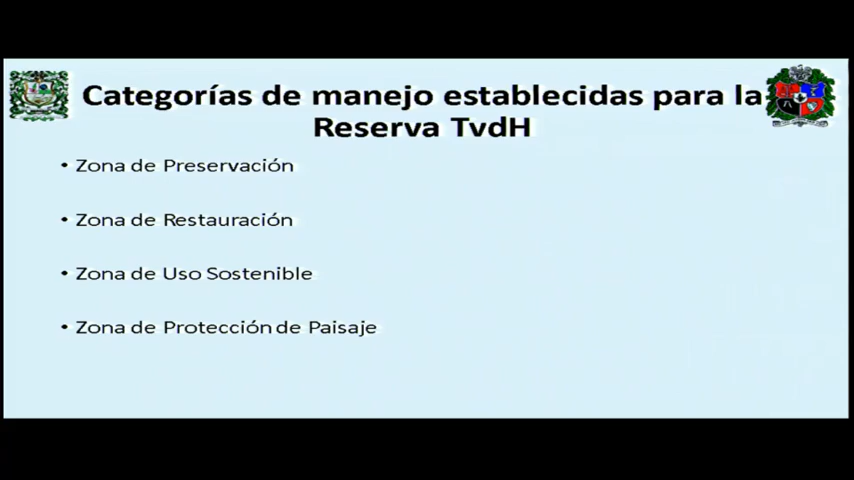 Categorías de manejo establecidas para la
Reserva TvdH
• Zona de Preservación
• Zona de Restauración
• Zona de Uso Sostenible
• Zona de Protección de Paisaje